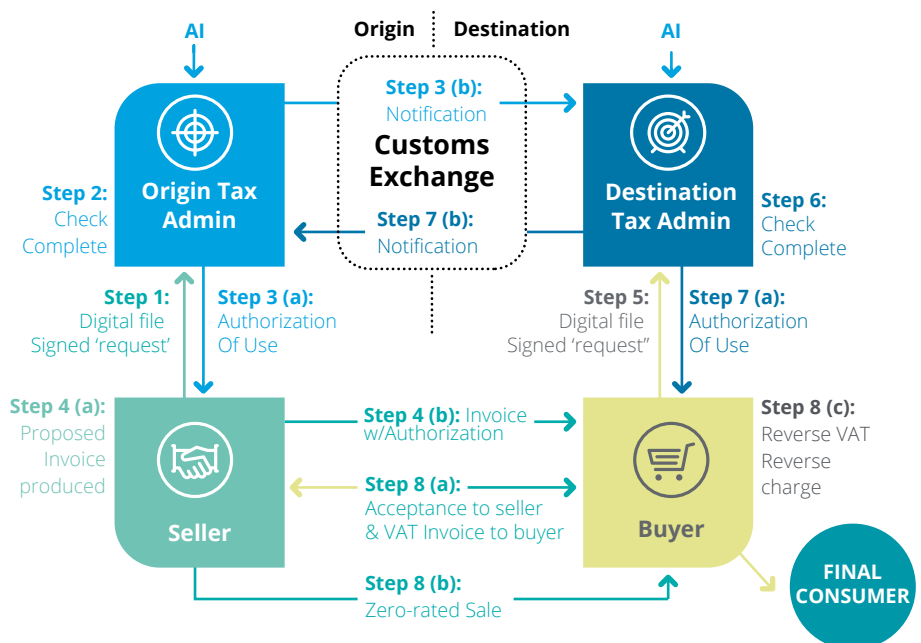 Origin
Destination
AI
AI
Step 3 (b):
Notification
Customs
Exchange
Step 7 (b):
Notification
Origin Tax
Admin
Destination
Tax Admin
Step 2:
Check
Complete
Step 6:
Check
Complete
Step 1:
Digital file
Signed ‘request’
Step 3 (a):
Authorization
Of Use
Step 5:
Digital file
Signed ‘request”
Step 7 (a):
Authorization
Of Use
Step 4 (a):
Proposed
Invoice
produced
Seller
Step 4 (b): Invoice
w/Authorization
Step 8 (a):
Acceptance to seller
& VAT Invoice to buyer
Buyer
Step 8 (c):
Reverse VAT
Reverse
charge
Step 8 (b):
Zero-rated Sale
FINAL
CONSUMER